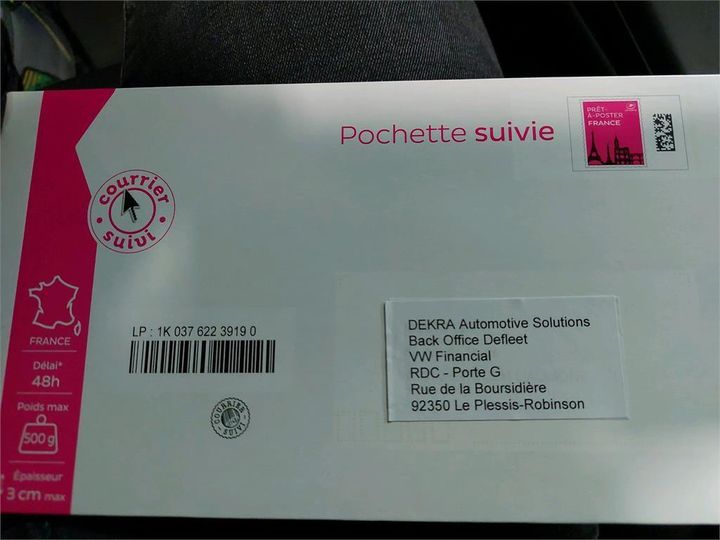 Pochette suivie
PRÊT-
À-POSTER
FRANCE
courrier
suivi
LP : 1K 037 622 3919 0
COURRIER
SUIVI
DEKRA Automotive Solutions
Back Office Defleet
VW Financial
RDC - Porte G
Rue de la Boursidière
92350 Le Plessis-Robinson
FRANCE
Délai*
48h
Poids max
500 g
Épaisseur
3 cm max